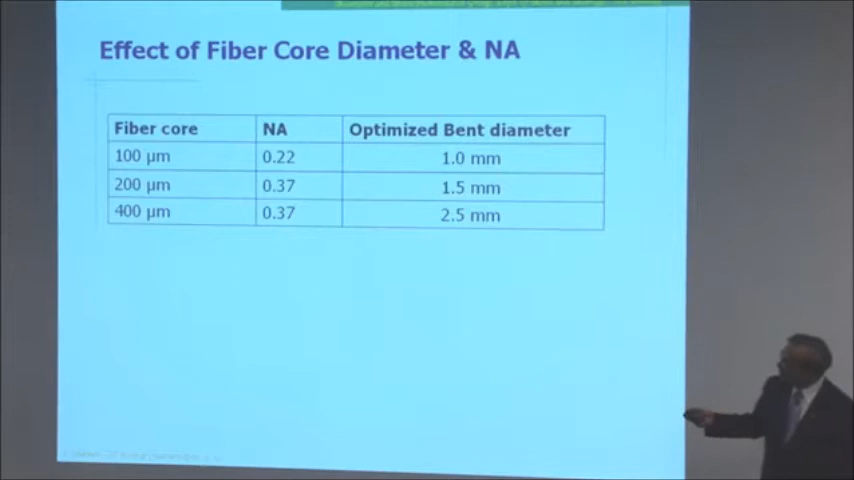 Effect of Fiber Core Diameter & NA
Fiber core NA Optimized Bent diameter
100 µm 0.22 1.0 mm
200 µm 0.37 1.5 mm
400 µm 0.37 2.5 mm